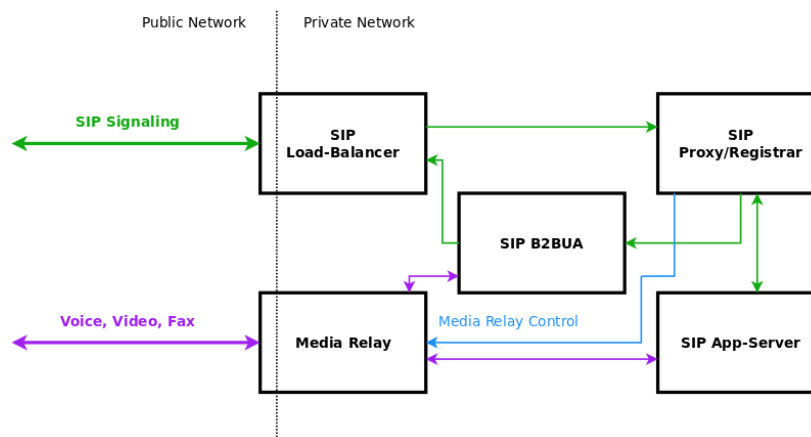 Public Network
Private Network
SIP Signaling
SIP
Load-Balancer
SIP
Proxy/Registrar
SIP B2BUA
Voice, Video, Fax
Media Relay
Media Relay Control
SIP App-Server